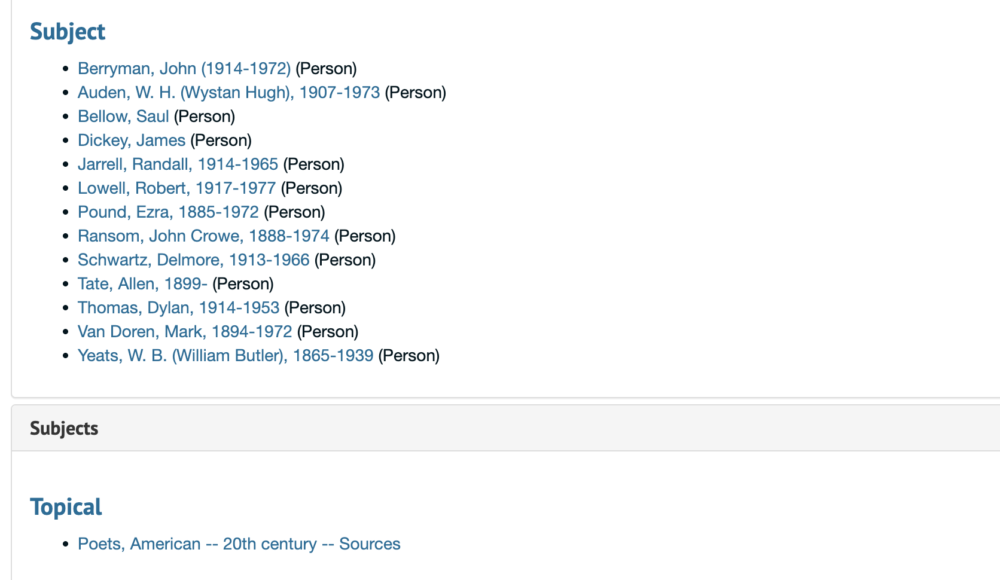 Subject
Berryman, John (1914-1972) (Person)
Auden, W. H. (Wystan Hugh), 1907-1973 (Person)
Bellow, Saul (Person)
Dickey, James (Person)
Jarrell, Randall, 1914-1965 (Person)
Lowell, Robert, 1917-1977 (Person)
Pound, Ezra, 1885-1972 (Person)
Ransom, John Crowe, 1888-1974 (Person)
Schwartz, Delmore, 1913-1966 (Person)
Tate, Allen, 1899- (Person)
Thomas, Dylan, 1914-1953 (Person)
Van Doren, Mark, 1894-1972 (Person)
Yeats, W. B. (William Butler), 1865-1939 (Person)
Subjects
Topical
Poets, American -- 20th century -- Sources